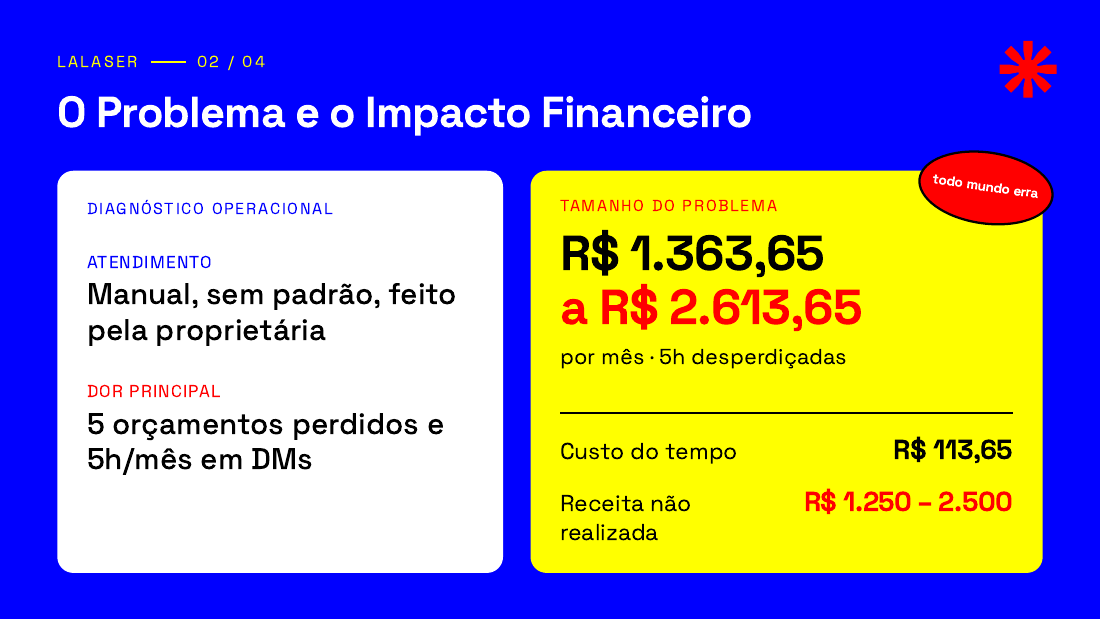 LALASER — 02 / 04
O Problema e o Impacto Financeiro
DIAGNÓSTICO OPERACIONAL
ATENDIMENTO
Manual, sem padrão, feito
pela proprietária
DOR PRINCIPAL
5 orçamentos perdidos e
5h/mês em DMs
todo mundo erra
TAMANHO DO PROBLEMA
R$ 1.363,65
a R$ 2.613,65
por mês · 5h desperdiçadas
Custo do tempo R$ 113,65
Receita não R$ 1.250 – 2.500
realizada